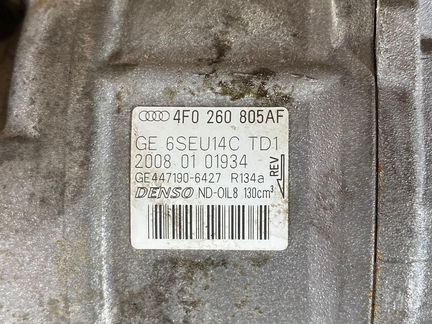 4F0 260 805AF
GE 6SEU14C TD1
2008 01 01934
GE447190-6427 R134a
REV
DENSO ND-OIL8 130cm³